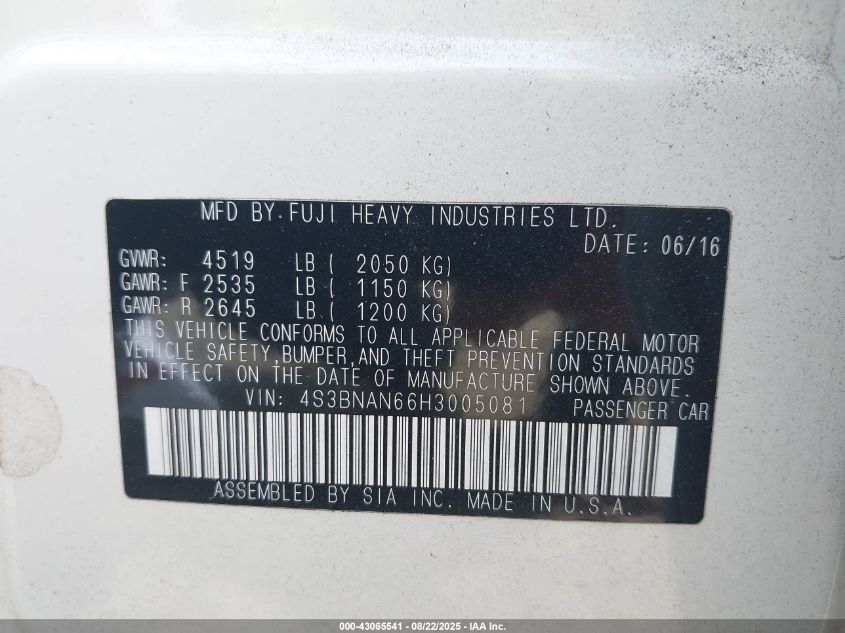 MFD BY FUJI HEAVY INDUSTRIES LTD.
DATE: 06/16
GVWR: 4519 LB ( 2050 KG)
GAWR: F 2535 LB ( 1150 KG)
GAWR: R 2645 LB. ( 1200 KG)
THIS VEHICLE CONFORMS TO ALL APPLICABLE FEDERAL MOTOR
VEHICLE SAFETY, BUMPER, AND THEFT PREVENTION STANDARDS
IN EFFECT ON THE DATE OF MANUFACTURE SHOWN ABOVE.
VIN: 4S3BNAN66H3005081 PASSENGER CAR
ASSEMBLED BY SIA INC. MADE IN U.S.A.
000-43065541 - 08/22/2025 - IAA Inc.